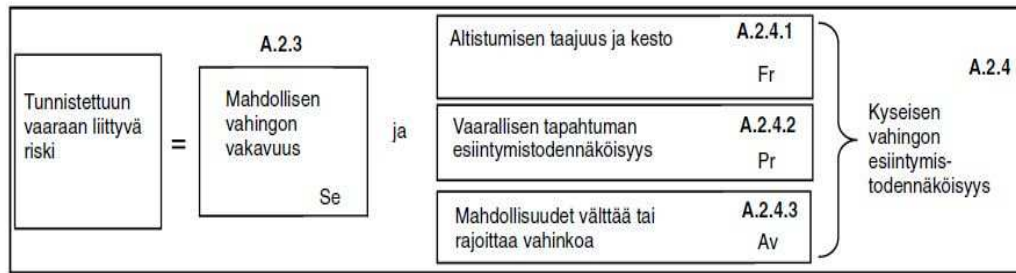 Tunnistettuun
vaaraan liittyvä
riski
=
A.2.3
Mahdollisen
vahingon
vakavuus
Se
ja
Altistumisen taajuus ja kesto
A.2.4.1
Fr
Vaarallisen tapahtuman
esiintymistodennäköisyys
A.2.4.2
Pr
Mahdollisuudet välttää tai
rajoittaa vahinkoa
A.2.4.3
Av
A.2.4
Kyseisen
vahingon
esiintymis-
todennäköisyys